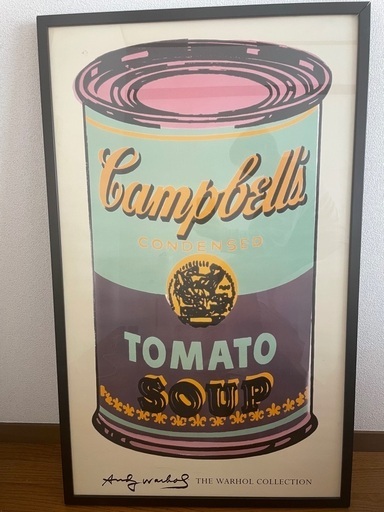 Campbell's
CONDENSED
TOMATO
SOUP
Andy Warhol THE WARHOL COLLECTION